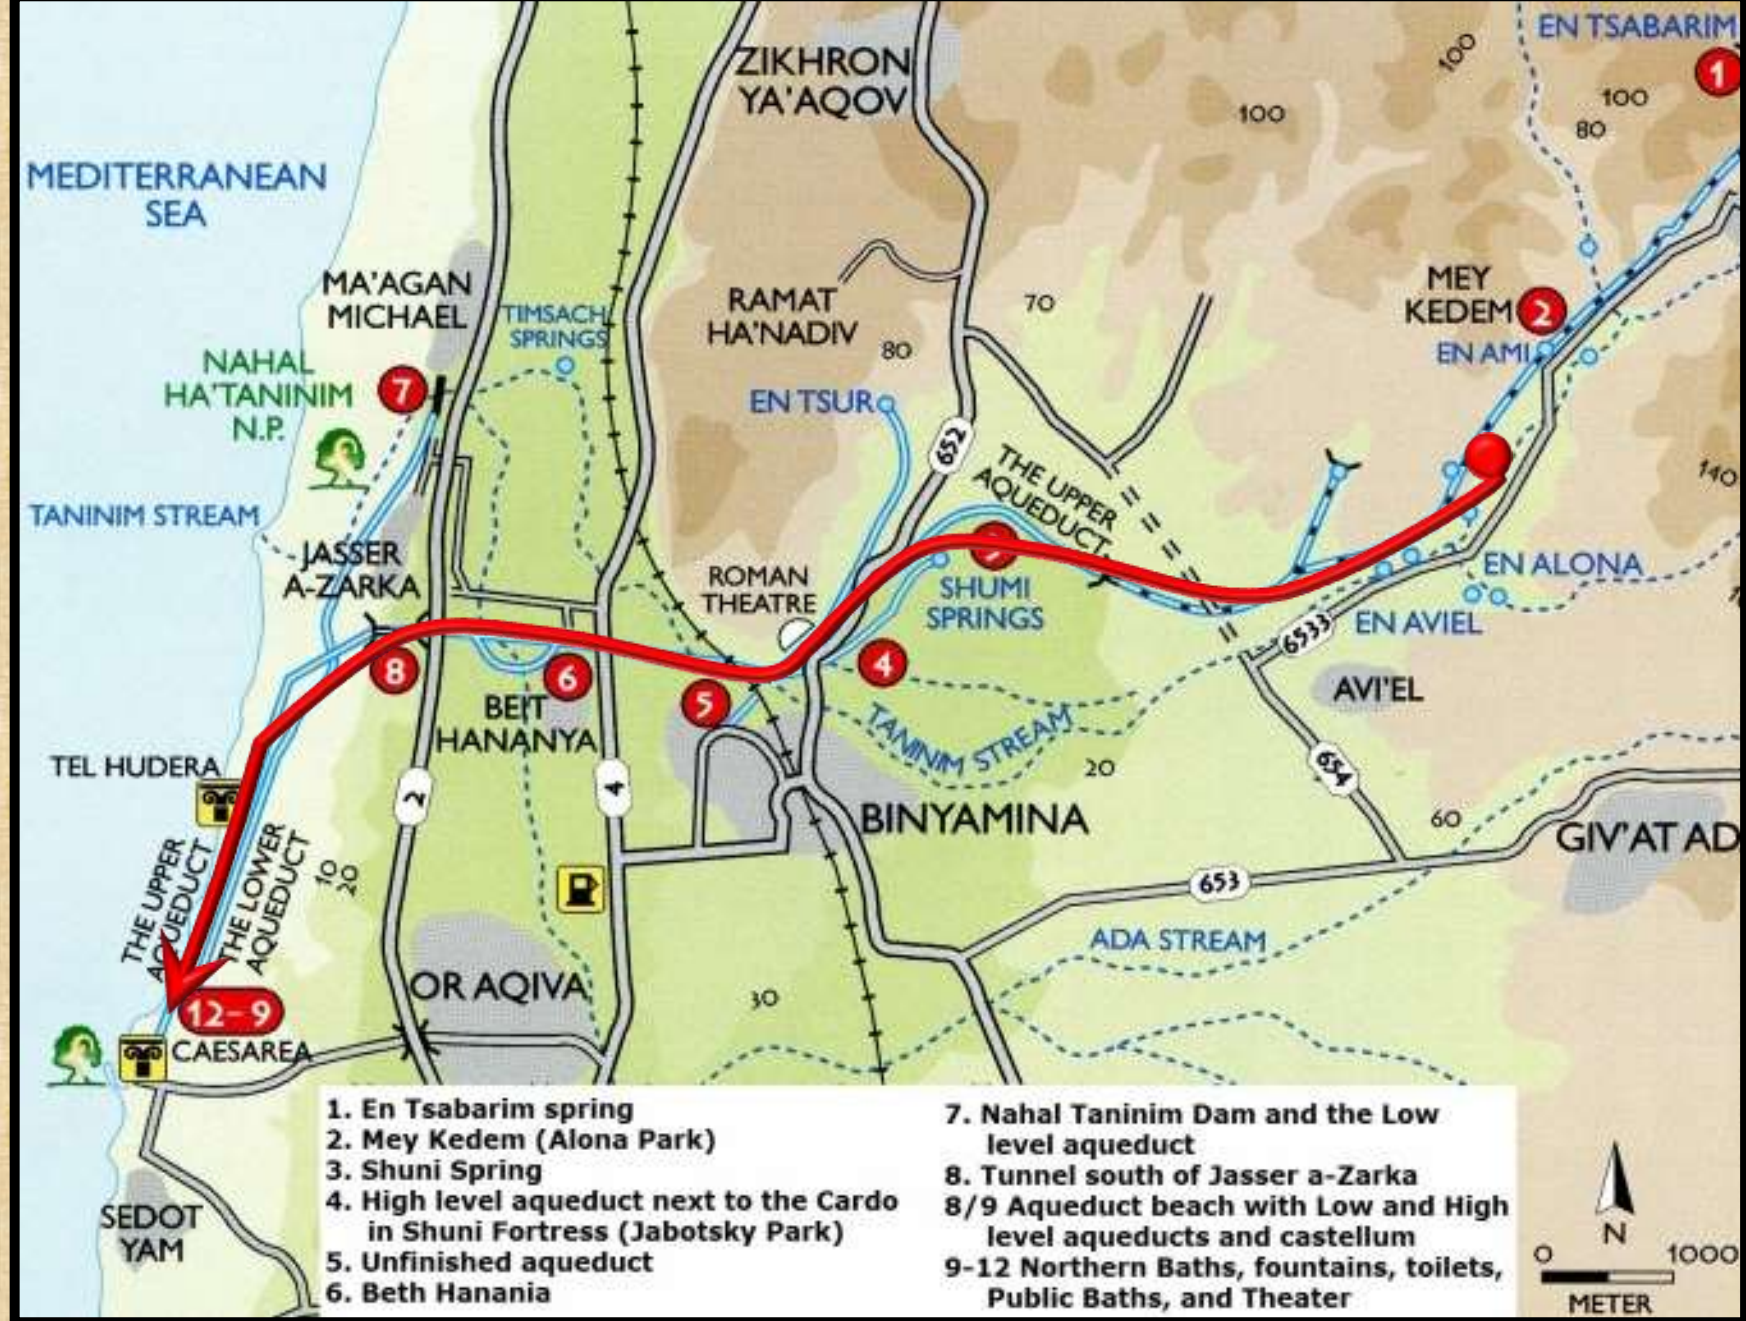 EN TSABARIM
1
ZIKHRON
YA'AQOV
100
100
100
80
MEDITERRANEAN
SEA
MA'AGAN
MICHAEL
TIMSACH
SPRINGS
RAMAT
HA'NADIV
80
70
MEY
KEDEM
2
EN AMI
NAHAL
HA'TANINIM
N.P.
7
EN TSUR
652
THE UPPER
AQUEDUCT
140
TANINIM STREAM
JASSER
A-ZARKA
ROMAN
THEATRE
SHUMI
SPRINGS
EN ALONA
EN AVIEL
6533
8
6
5
4
BEIT
HANANYA
TANINIM STREAM
AVI'EL
TEL HUDERA
2
4
20
654
BINYAMINA
60
GIV'AT AD
THE UPPER
AQUEDUCT
THE LOWER
AQUEDUCT
10
20
653
ADA STREAM
OR AQIVA
30
12-9
CAESAREA
SEDOT
YAM
1. En Tsabarim spring
2. Mey Kedem (Alona Park)
3. Shuni Spring
4. High level aqueduct next to the Cardo
in Shuni Fortress (Jabotsky Park)
5. Unfinished aqueduct
6. Beth Hanania
7. Nahal Taninim Dam and the Low
level aqueduct
8. Tunnel south of Jasser a-Zarka
8/9 Aqueduct beach with Low and High
level aqueducts and castellum
9-12 Northern Baths, fountains, toilets,
Public Baths, and Theater
N
0 1000
METER